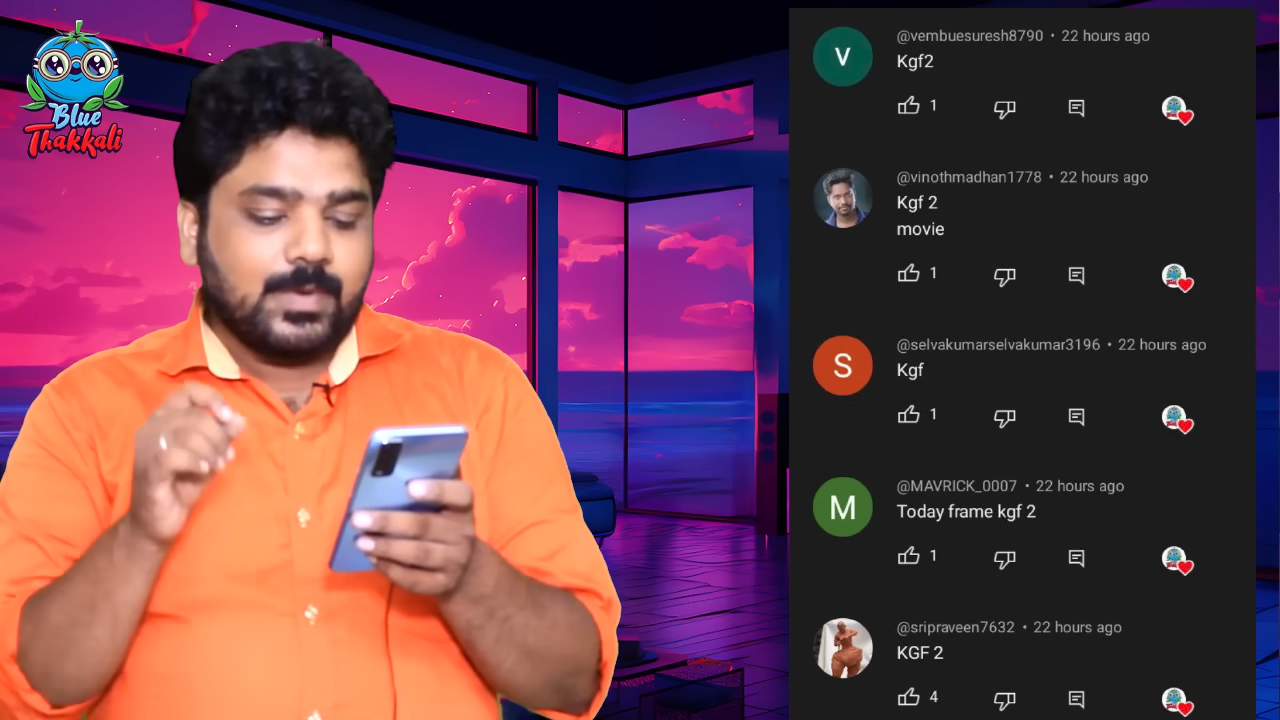 Blue
Thakkali
V
@vembuesuresh8790 • 22 hours ago
Kgf2
1
@vinothmadhan1778 • 22 hours ago
Kgf 2
movie
1
S
@selvakumarselvakumar3196 • 22 hours ago
Kgf
1
M
@MAVRICK_0007 • 22 hours ago
Today frame kgf 2
1
@sripraveen7632 • 22 hours ago
KGF 2
4